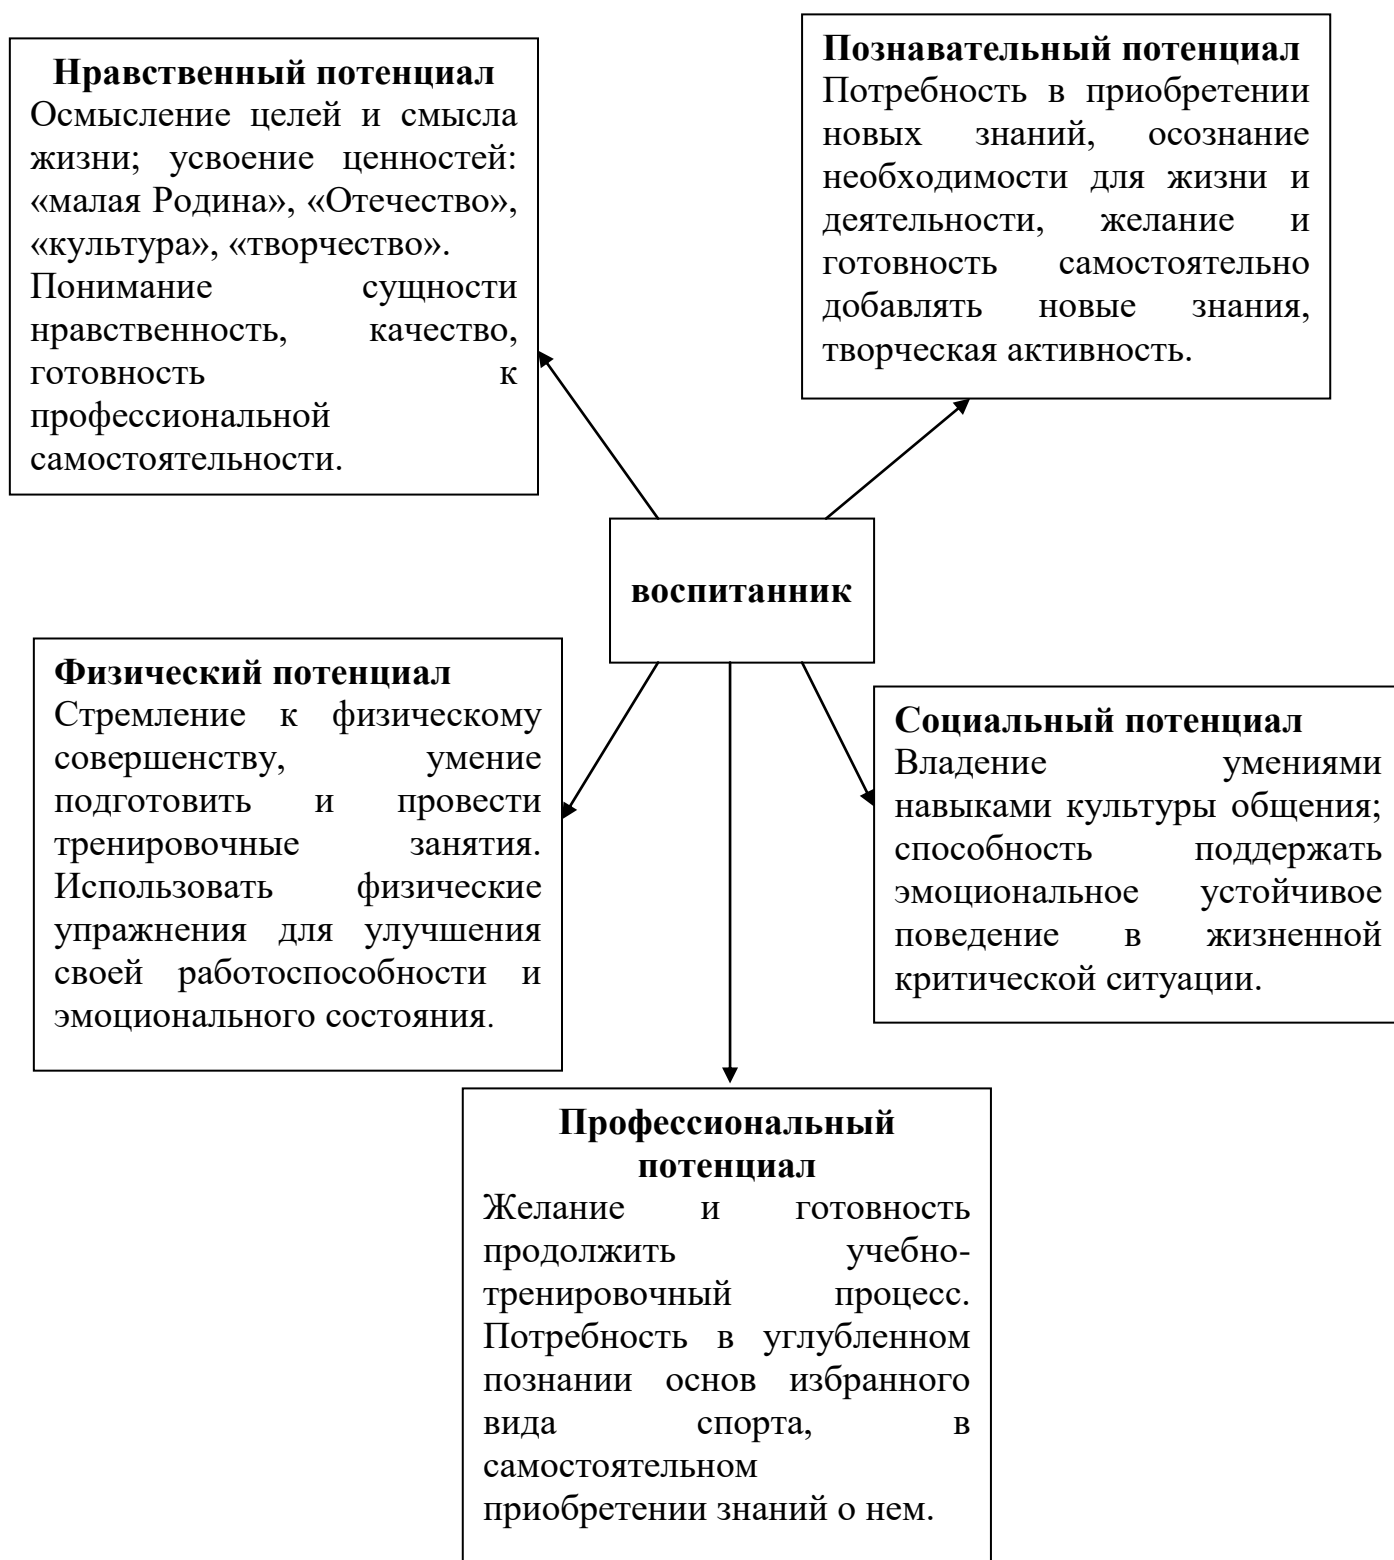 Нравственный потенциал
Осмысление целей и смысла
жизни; усвоение ценностей:
«малая Родина», «Отечество»,
«культура», «творчество».
Понимание сущности
нравственность, качество,
готовность к
профессиональной
самостоятельности.
Познавательный потенциал
Потребность в приобретении
новых знаний, осознание
необходимости для жизни и
деятельности, желание и
готовность самостоятельно
добавлять новые знания,
творческая активность.
воспитанник
Физический потенциал
Стремление к физическому
совершенству, умение
подготовить и провести
тренировочные занятия.
Использовать физические
упражнения для улучшения
своей работоспособности и
эмоционального состояния.
Социальный потенциал
Владение умениями
навыками культуры общения;
способность поддержать
эмоциональное устойчивое
поведение в жизненной
критической ситуации.
Профессиональный
потенциал
Желание и готовность
продолжить учебно-
тренировочный процесс.
Потребность в углубленном
познании основ избранного
вида спорта, в
самостоятельном
приобретении знаний о нем.